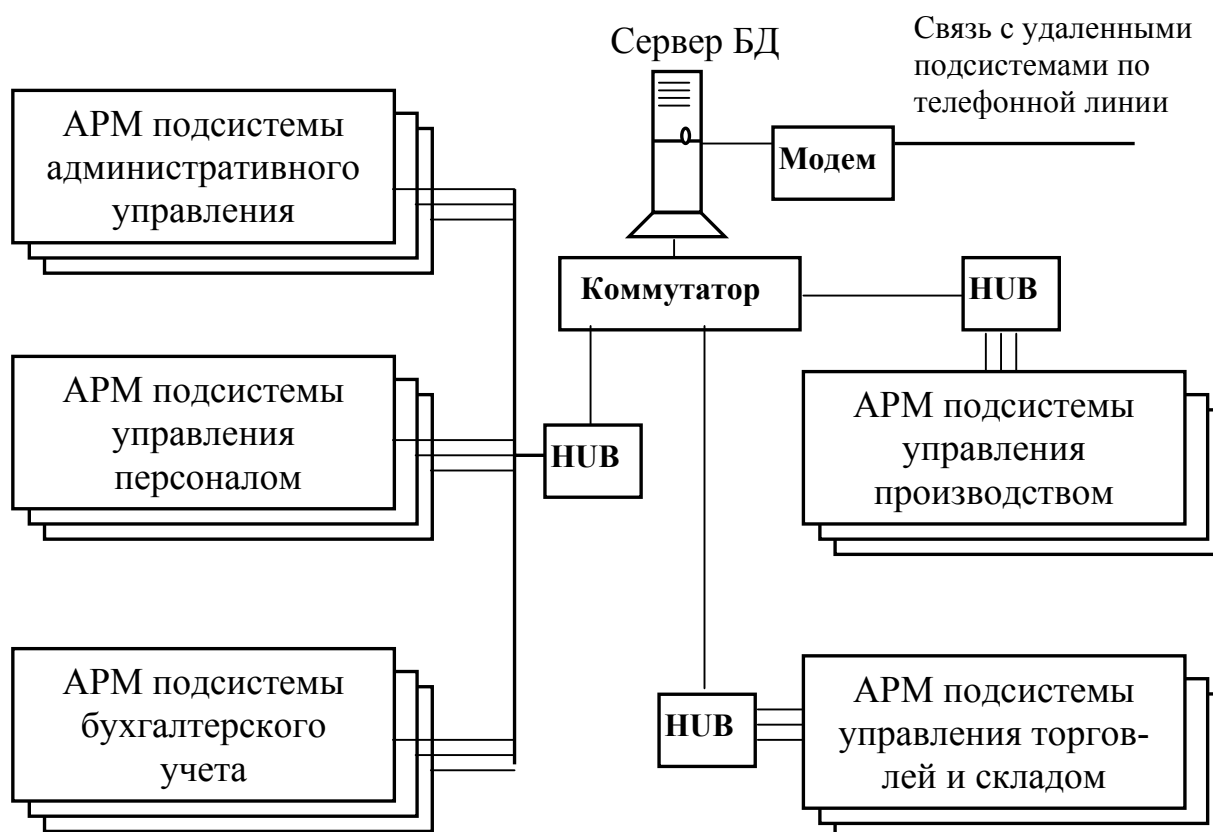 Сервер БД
Связь с удаленными
подсистемами по
телефонной линии
АРМ подсистемы
административного
управления
Модем
Коммутатор
HUB
АРМ подсистемы
управления
персоналом
HUB
АРМ подсистемы
управления
производством
АРМ подсистемы
бухгалтерского
учета
HUB
АРМ подсистемы
управления торгов-
лей и складом